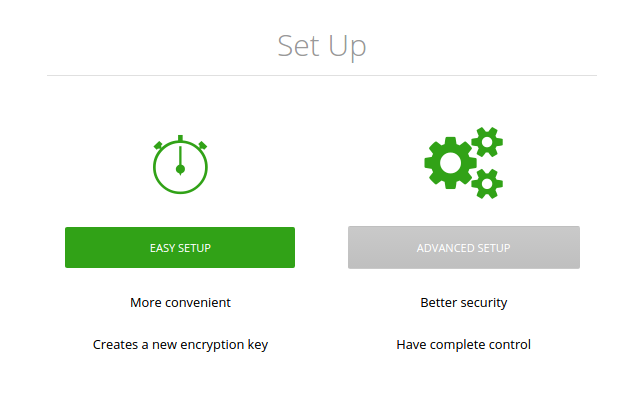 Set Up
EASY SETUP
ADVANCED SETUP
More convenient
Better security
Creates a new encryption key
Have complete control